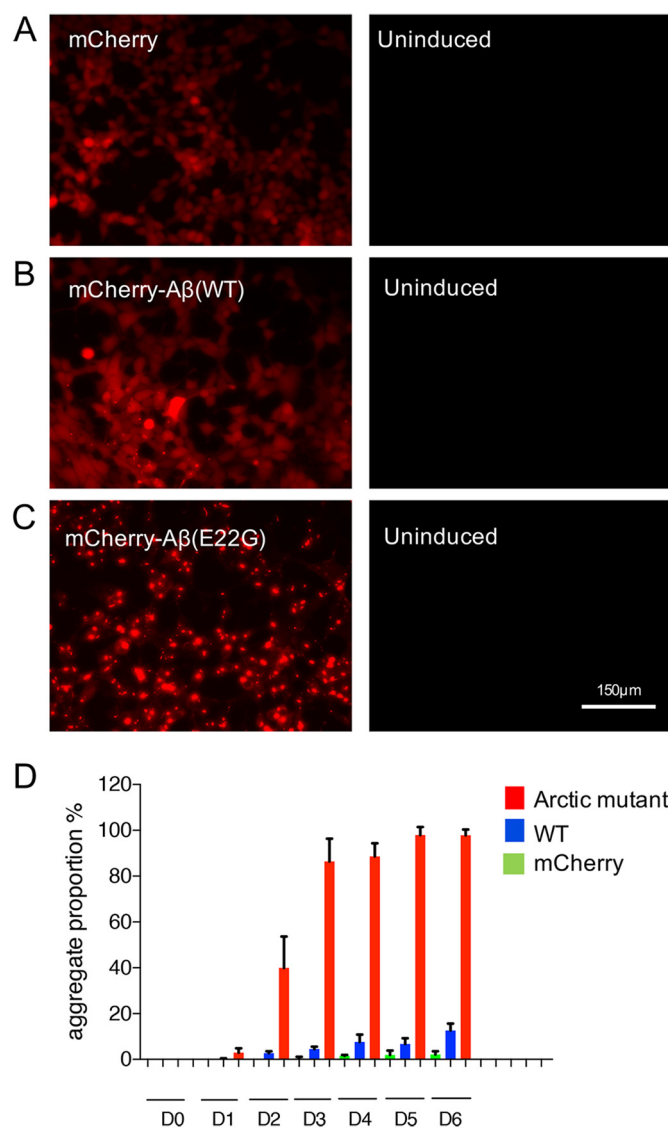 A
mCherry
Uninduced
B
mCherry-Aβ(WT)
Uninduced
C
mCherry-Aβ(E22G)
Uninduced
150μm
D
120
100
80
60
40
20
0
aggregate proportion %
Arctic mutant
WT
mCherry
D0 D1 D2 D3 D4 D5 D6